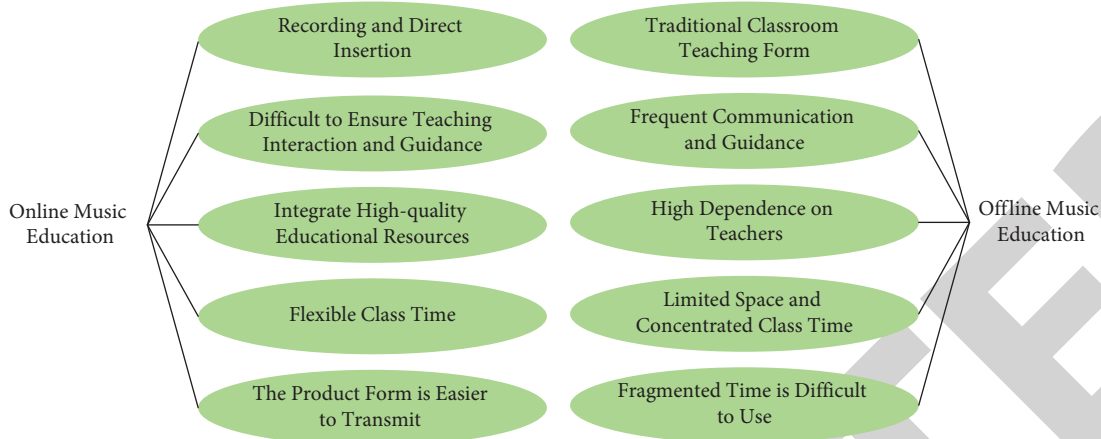 Recording and Direct
Insertion
Difficult to Ensure Teaching
Interaction and Guidance
Online Music
Education
Integrate High-quality
Educational Resources
Flexible Class Time
The Product Form is Easier
to Transmit
Traditional Classroom
Teaching Form
Frequent Communication
and Guidance
High Dependence on
Teachers
Offline Music
Education
Limited Space and
Concentrated Class Time
Fragmented Time is Difficult
to Use